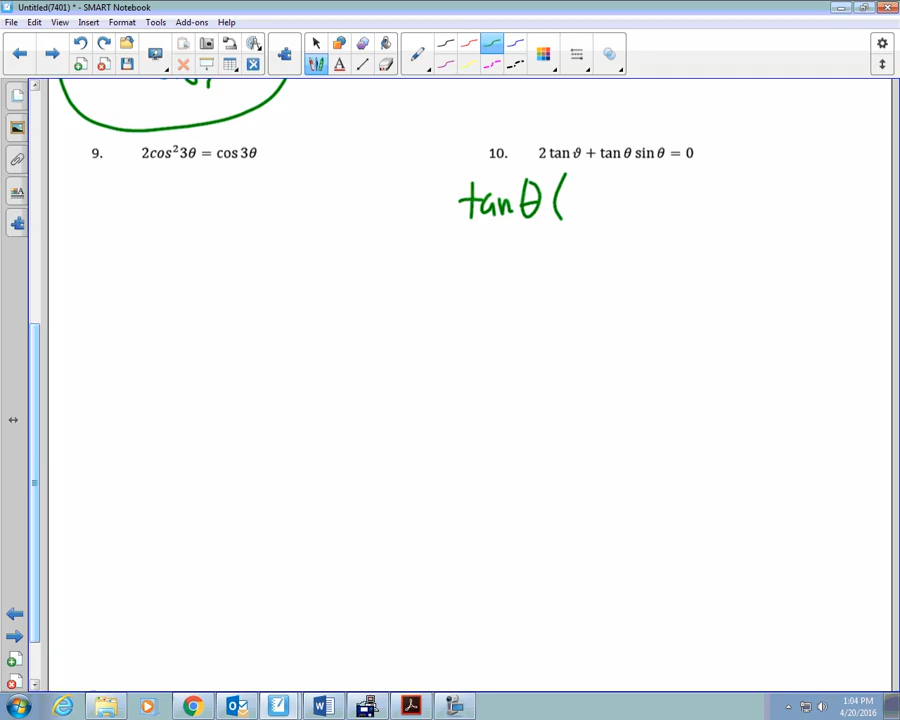 Untitled(7401) * - SMART Notebook
File Edit View Insert Format Tools Add-ons Help
9. 2cos²3θ = cos 3θ
10. 2 tan ϑ + tan θ sin θ = 0
tan θ (
1:04 PM
4/20/2016